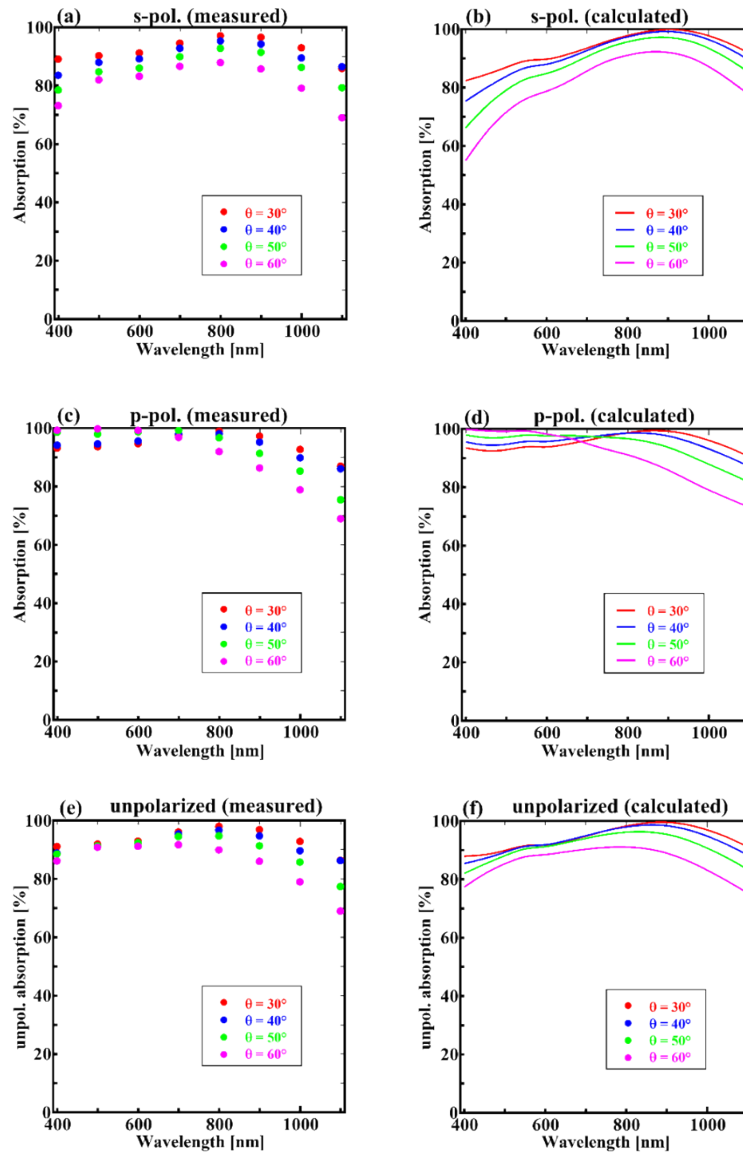 (a) s-pol. (measured)
100
80
60
40
20
0
400 600 800 1000
Absorption [%]
Wavelength [nm]
θ = 30°
θ = 40°
θ = 50°
θ = 60°
(b) s-pol. (calculated)
100
80
60
40
20
0
400 600 800 1000
Absorption [%]
Wavelength [nm]
θ = 30°
θ = 40°
θ = 50°
θ = 60°
(c) p-pol. (measured)
100
80
60
40
20
0
400 600 800 1000
Absorption [%]
Wavelength [nm]
θ = 30°
θ = 40°
θ = 50°
θ = 60°
(d) p-pol. (calculated)
100
80
60
40
20
0
400 600 800 1000
Absorption [%]
Wavelength [nm]
θ = 30°
θ = 40°
θ = 50°
θ = 60°
(e) unpolarized (measured)
100
80
60
40
20
0
400 600 800 1000
unpol. absorption [%]
Wavelength [nm]
θ = 30°
θ = 40°
θ = 50°
θ = 60°
(f) unpolarized (calculated)
100
80
60
40
20
0
400 600 800 1000
unpol. absorption [%]
Wavelength [nm]
θ = 30°
θ = 40°
θ = 50°
θ = 60°